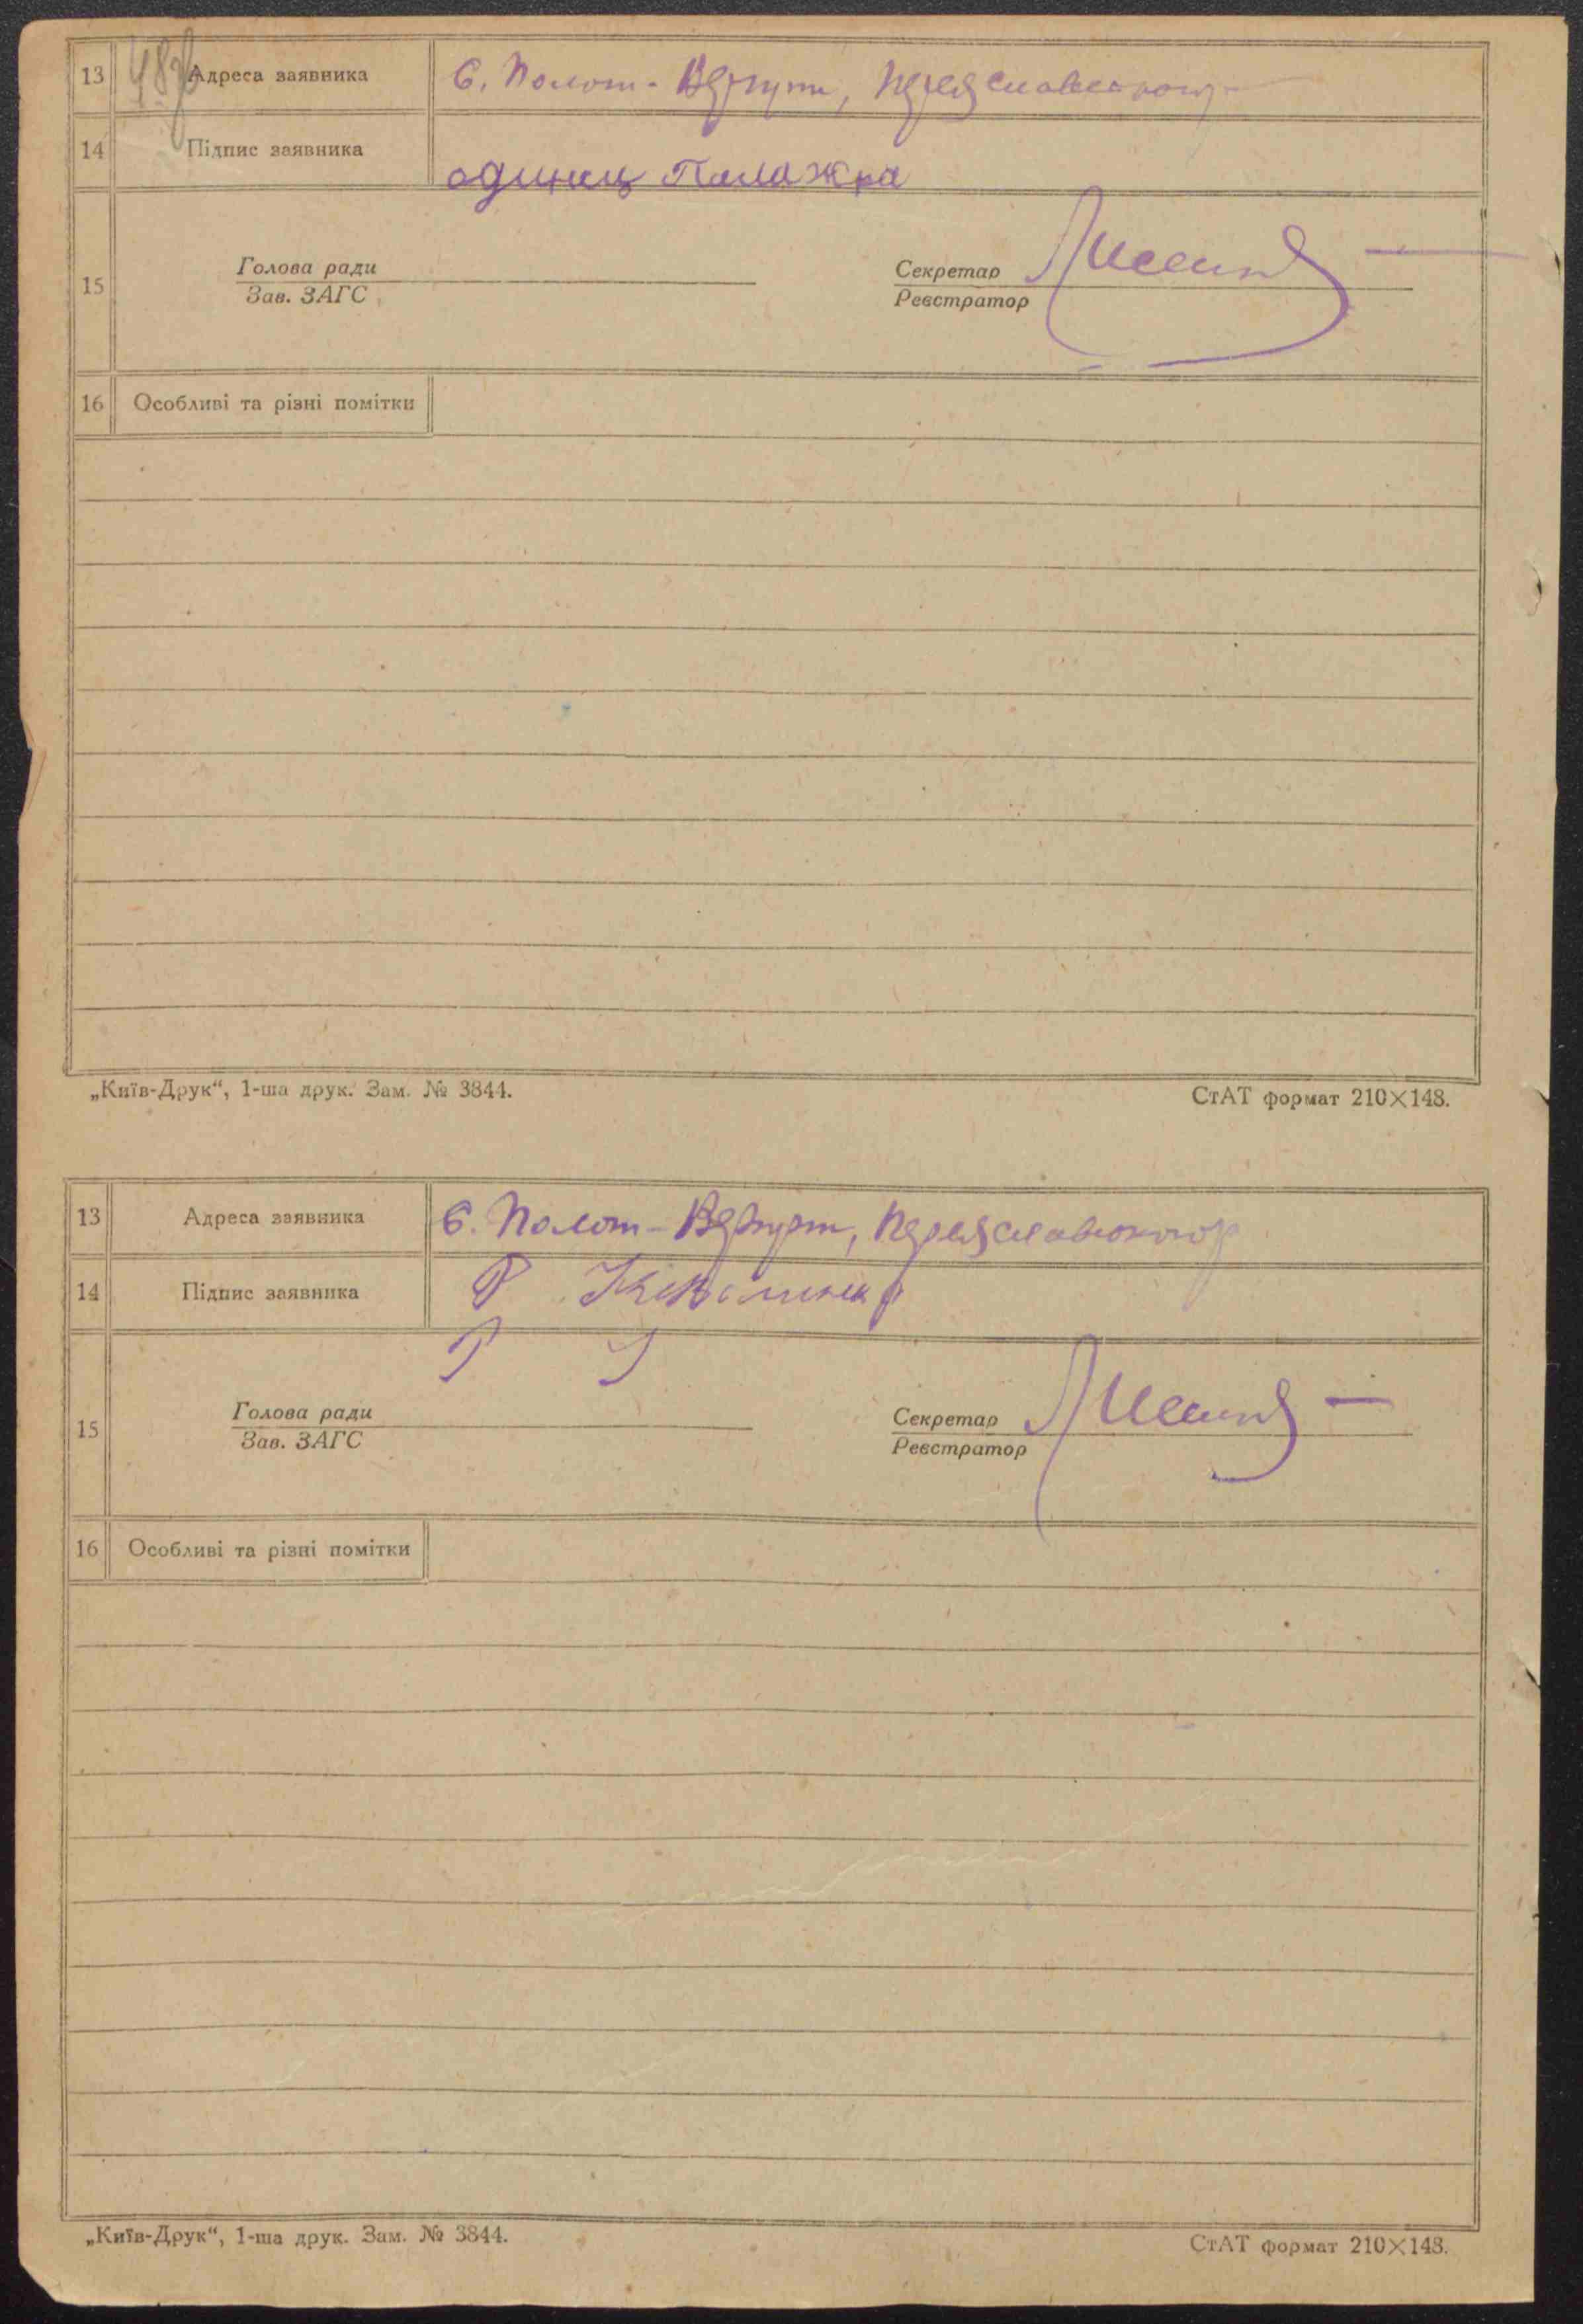 13 48зв Адреса заявника С. Полот-Вергуни, Переяславського р
14 Підпис заявника
одинец Палажка
15 Голова ради Секретар
Зав. ЗАГС Реєстратор
16 Особливі та різні помітки
„Київ-Друк“, 1-ша друк. Зам. № 3844. СтАТ формат 210×148.
13 Адреса заявника С. Полот-Вергуни, Переяславського р
14 Підпис заявника
15 Голова ради Секретар
Зав. ЗАГС Реєстратор
16 Особливі та різні помітки
„Київ-Друк“, 1-ша друк. Зам. № 3844. СтАТ формат 210×148.